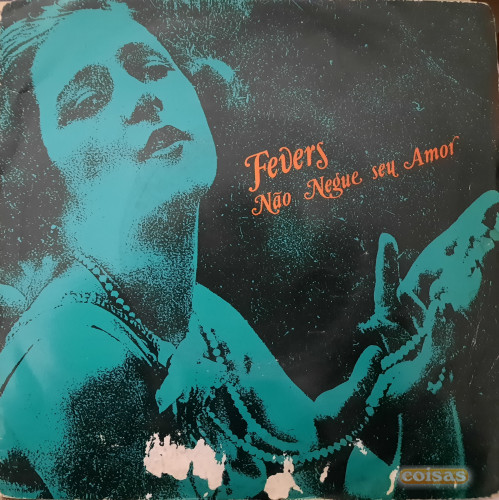 Fevers
Não Negue seu Amor
coisas